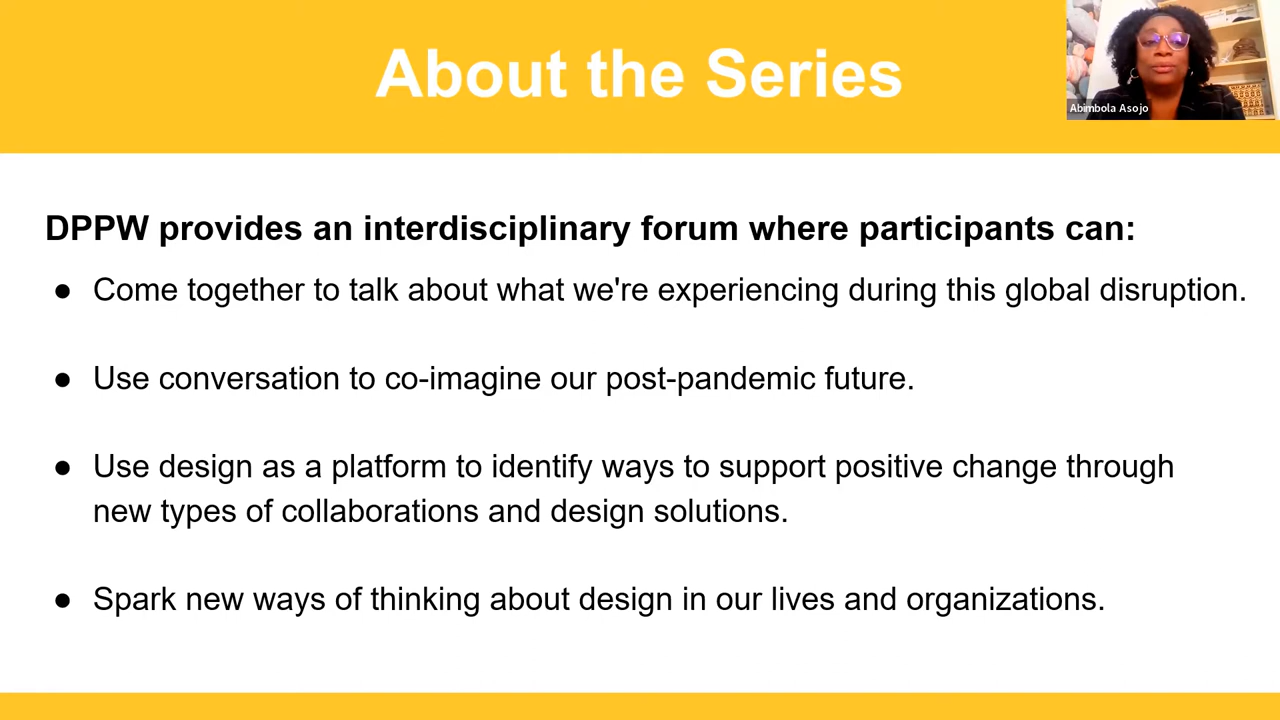 About the Series
Abimbola Asojo
DPPW provides an interdisciplinary forum where participants can:
● Come together to talk about what we're experiencing during this global disruption.
● Use conversation to co-imagine our post-pandemic future.
● Use design as a platform to identify ways to support positive change through
new types of collaborations and design solutions.
● Spark new ways of thinking about design in our lives and organizations.